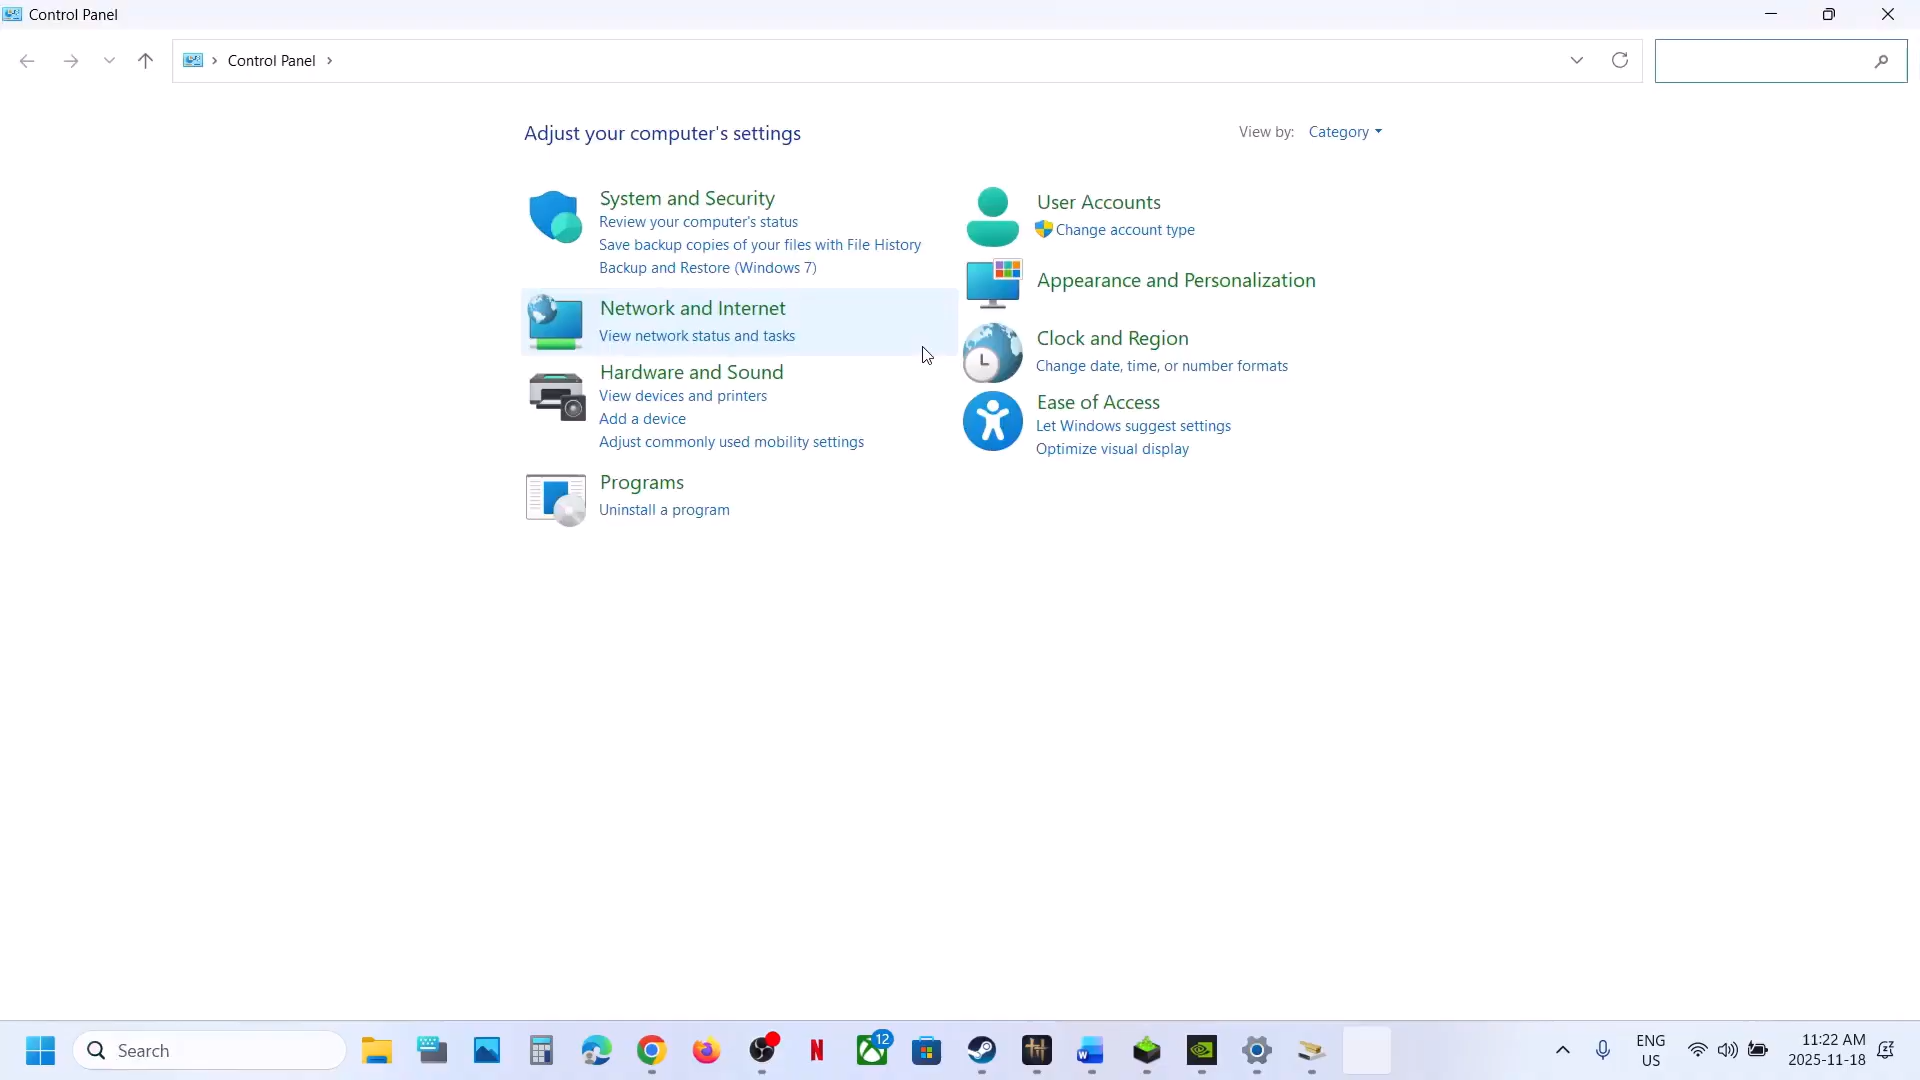 Control Panel
Control Panel
Adjust your computer's settings
View by: Category
System and Security
Review your computer's status
Save backup copies of your files with File History
Backup and Restore (Windows 7)
Network and Internet
View network status and tasks
Hardware and Sound
View devices and printers
Add a device
Adjust commonly used mobility settings
Programs
Uninstall a program
User Accounts
Change account type
Appearance and Personalization
Clock and Region
Change date, time, or number formats
Ease of Access
Let Windows suggest settings
Optimize visual display
Search
N
12
W
ENG
US
11:22 AM
2025-11-18